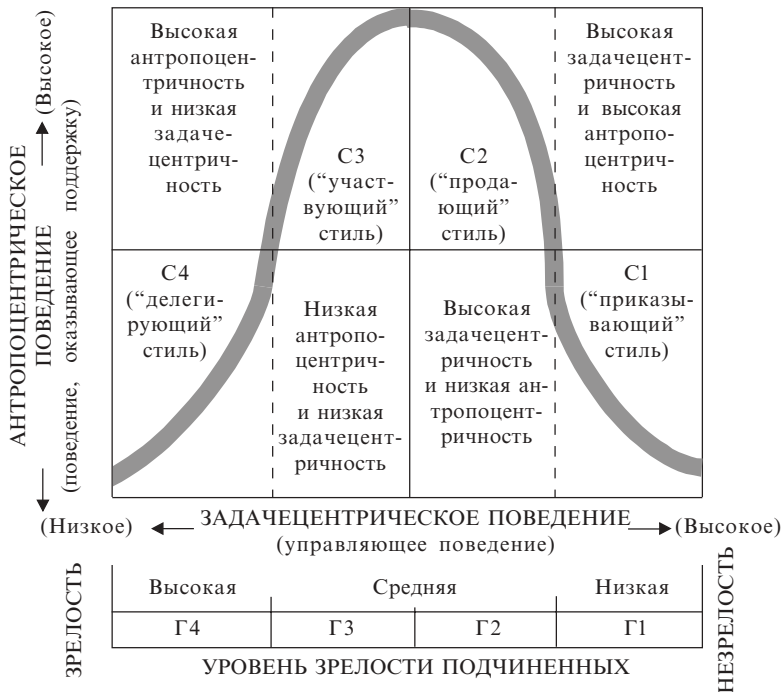 Высокая
антропоцен-
тричность
и низкая
задаче-
центрич-
ность
Высокая
задачецент-
ричность
и высокая
антропо-
центрич-
ность
С3
(“участ-
вующий”
стиль)
С2
(“прода-
ющий”
стиль)
С4
(“делеги-
рующий”
стиль)
Низкая
антропо-
центрич-
ность
и низкая
задачецент-
ричность
Высокая
задачецент-
ричность
и низкая ан-
тропоцент-
ричность
С1
(“приказы-
вающий”
стиль)
АНТРОПОЦЕНТРИЧЕСКОЕ
ПОВЕДЕНИЕ
(поведение, оказывающее поддержку)
(Высокое)
(Низкое)
ЗАДАЧЕЦЕНТРИЧЕСКОЕ ПОВЕДЕНИЕ
(управляющее поведение)
(Высокое)
ЗРЕЛОСТЬ
Высокая Средняя Низкая
Г4 Г3 Г2 Г1
НЕЗРЕЛОСТЬ
УРОВЕНЬ ЗРЕЛОСТИ ПОДЧИНЕННЫХ